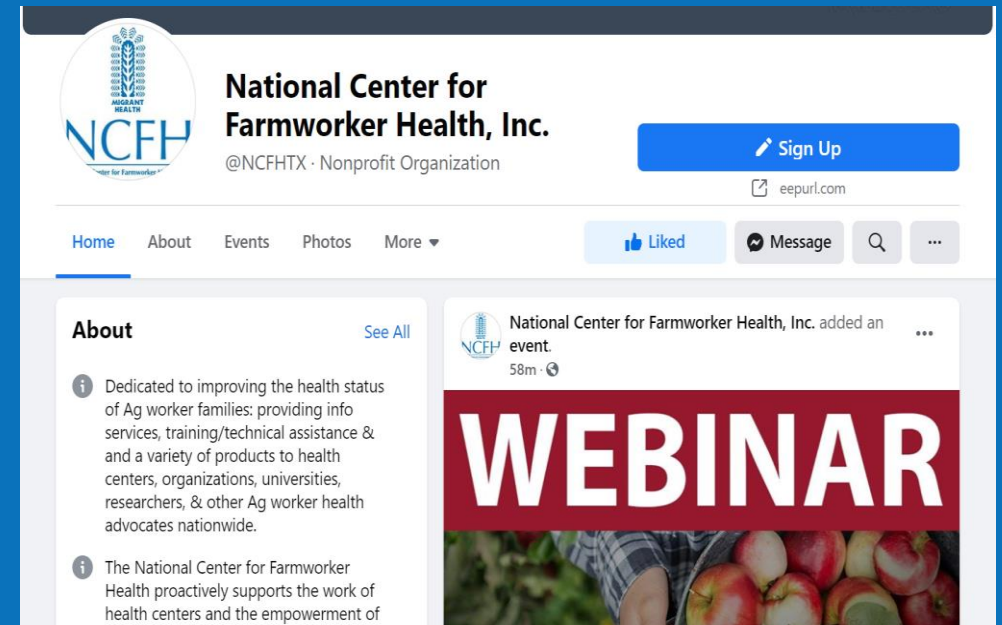 MIGRANT
HEALTH
NCFH
National Center for
Farmworker Health, Inc.
@NCFHTX · Nonprofit Organization
Sign Up
eepurl.com
Home About Events Photos More
Liked Message ...
About See All
Dedicated to improving the health status
of Ag worker families: providing info
services, training/technical assistance &
and a variety of products to health
centers, organizations, universities,
researchers, & other Ag worker health
advocates nationwide.
The National Center for Farmworker
Health proactively supports the work of
health centers and the empowerment of
NCFH
National Center for Farmworker Health, Inc. added an
event.
58m ·
WEBINAR